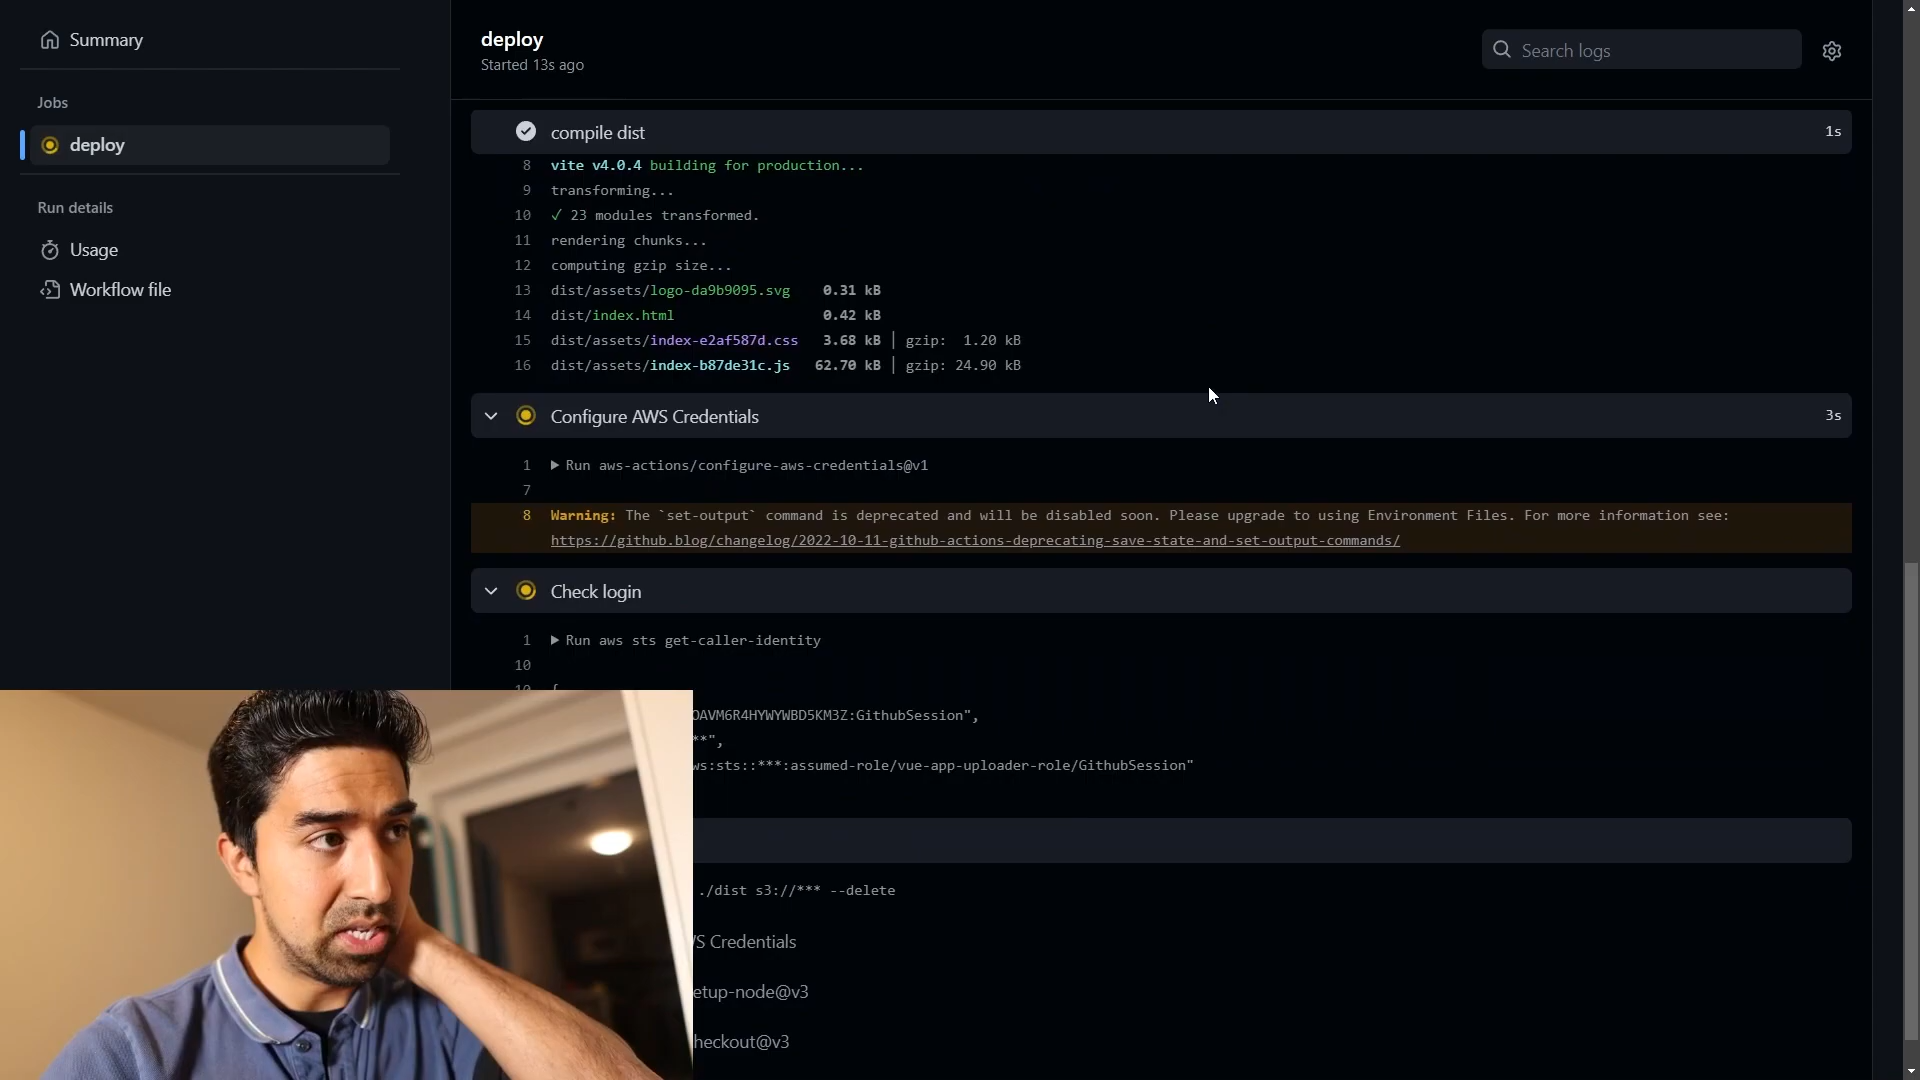 Summary
Jobs
deploy
Run details
Usage
Workflow file
deploy
Started 13s ago
Search logs
compile dist 1s
8 vite v4.0.4 building for production...
9 transforming...
10 ✓ 23 modules transformed.
11 rendering chunks...
12 computing gzip size...
13 dist/assets/logo-da9b9095.svg 0.31 kB
14 dist/index.html 0.42 kB
15 dist/assets/index-e2af587d.css 3.68 kB │ gzip: 1.20 kB
16 dist/assets/index-b87de31c.js 62.70 kB │ gzip: 24.90 kB
Configure AWS Credentials 3s
1 ▶ Run aws-actions/configure-aws-credentials@v1
7
8 Warning: The `set-output` command is deprecated and will be disabled soon. Please upgrade to using Environment Files. For more information see:
https://github.blog/changelog/2022-10-11-github-actions-deprecating-save-state-and-set-output-commands/
Check login
1 ▶ Run aws sts get-caller-identity
10
OAVM6R4HYWYWBD5KM3Z:GithubSession",
**",
ws:sts::***:assumed-role/vue-app-uploader-role/GithubSession"
./dist s3://*** --delete
Credentials
etup-node@v3
heckout@v3